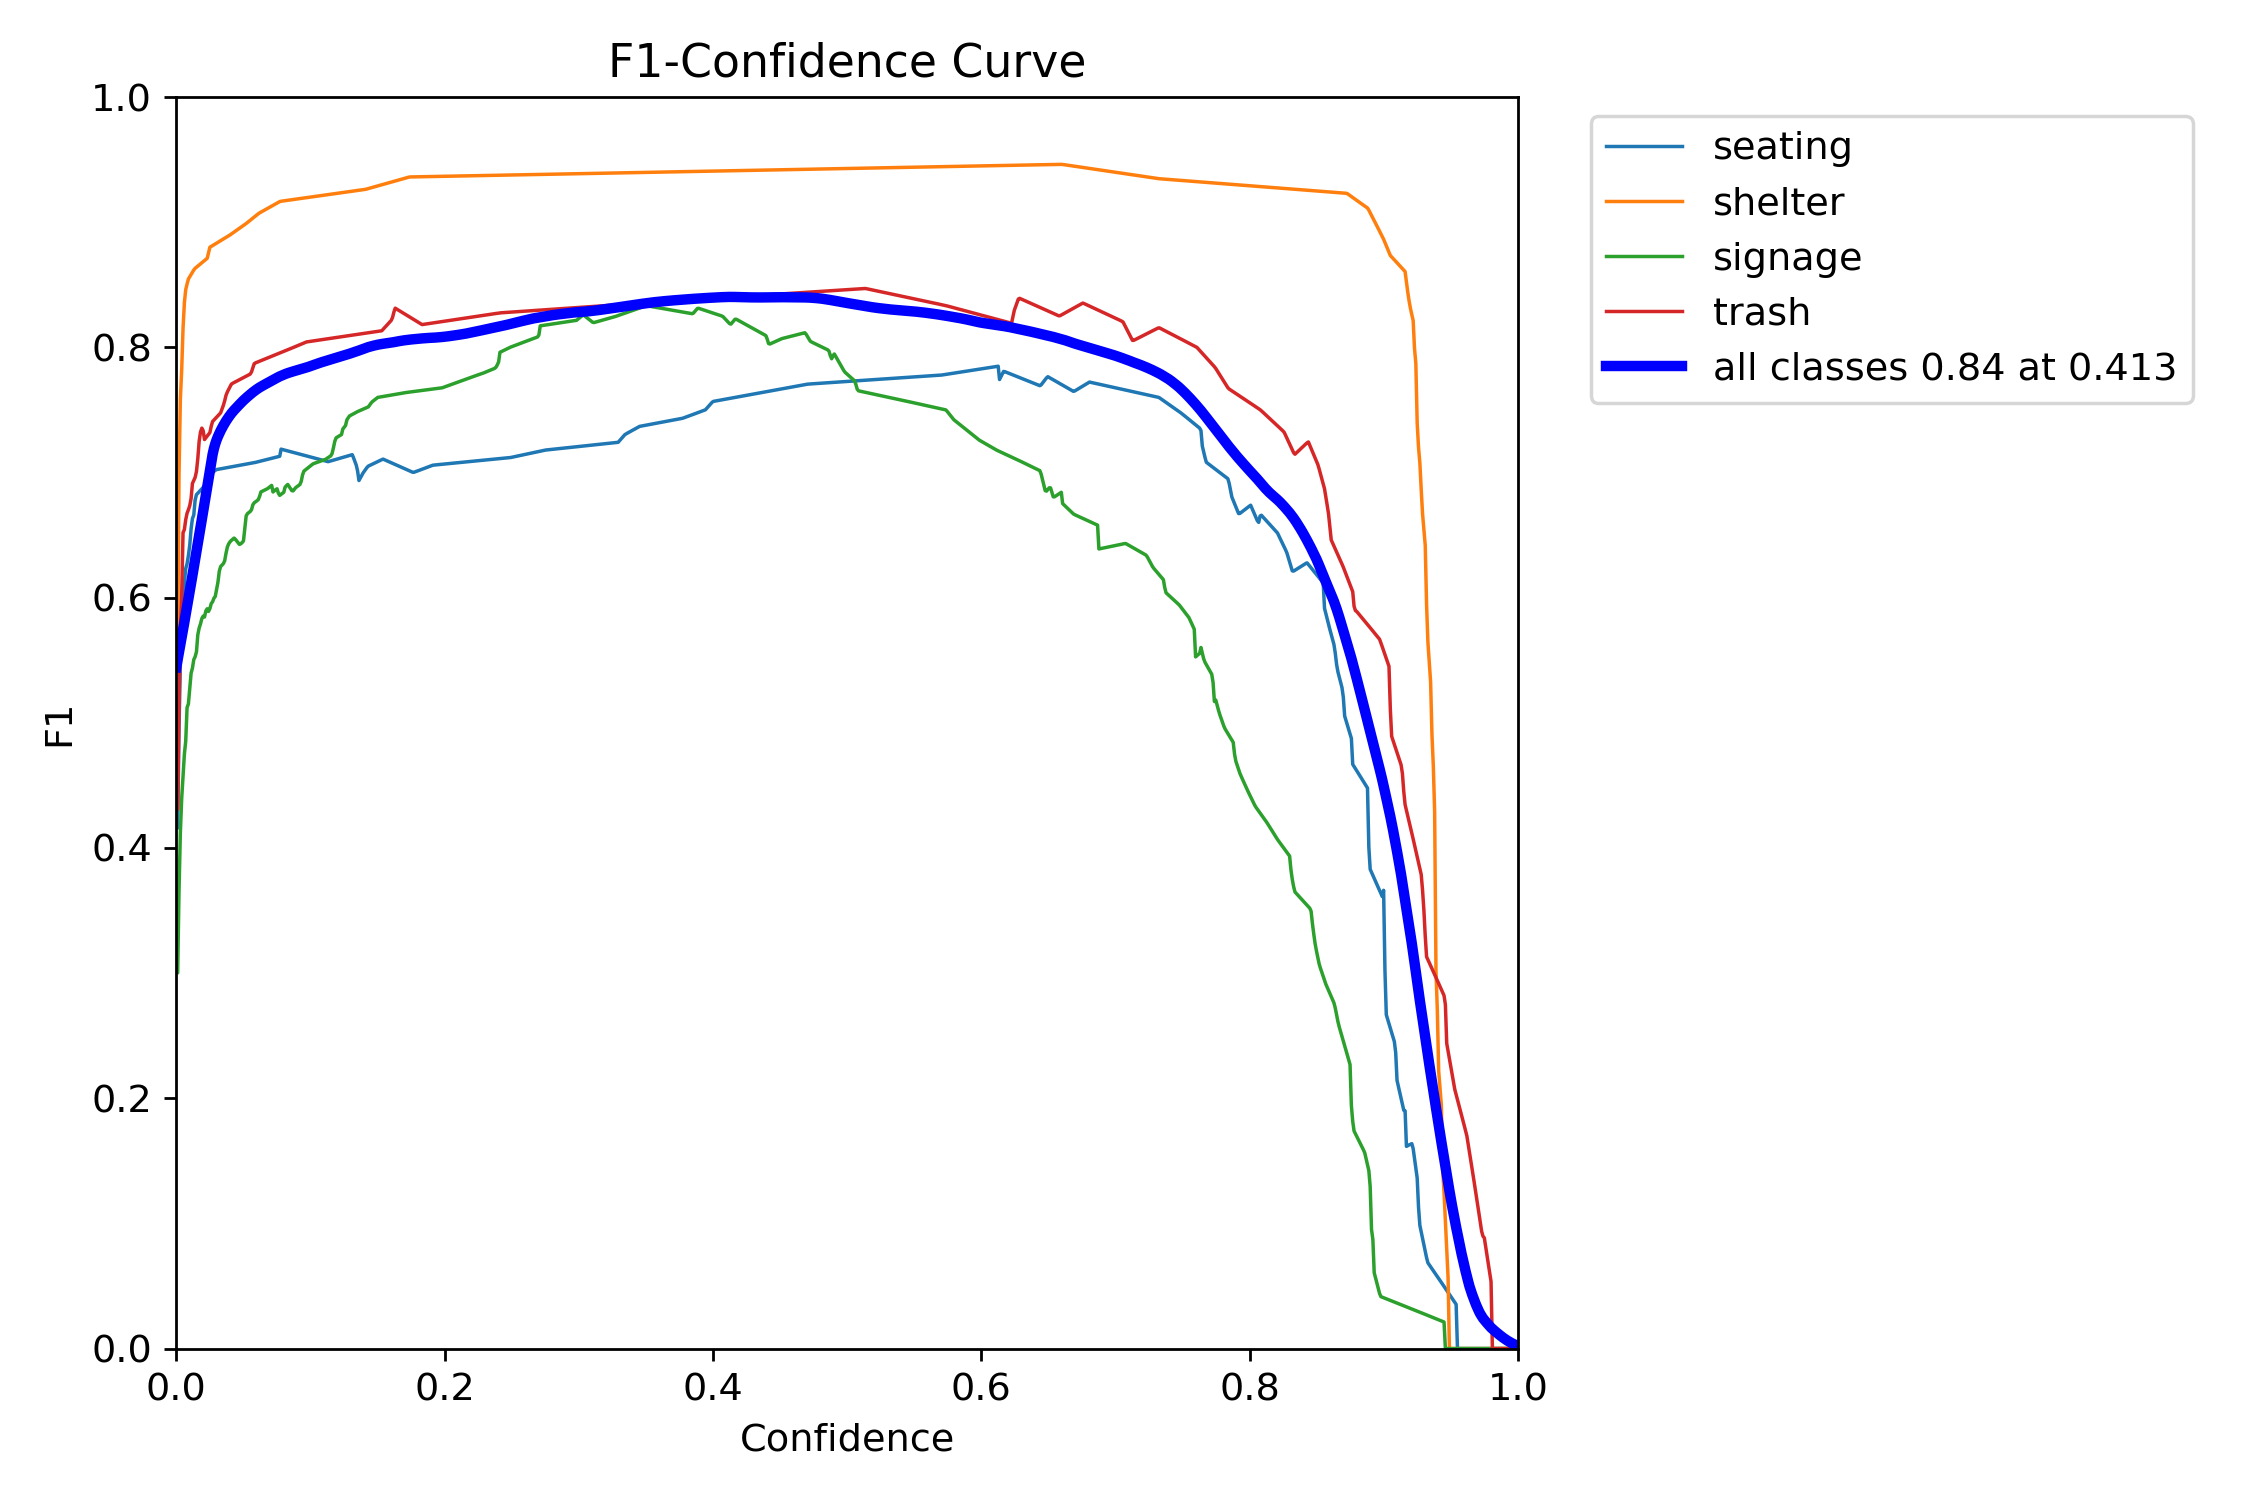 F1-Confidence Curve
1.0
0.8
0.6
0.4
0.2
0.0
F1
0.0 0.2 0.4 0.6 0.8 1.0
Confidence
seating
shelter
signage
trash
all classes 0.84 at 0.413